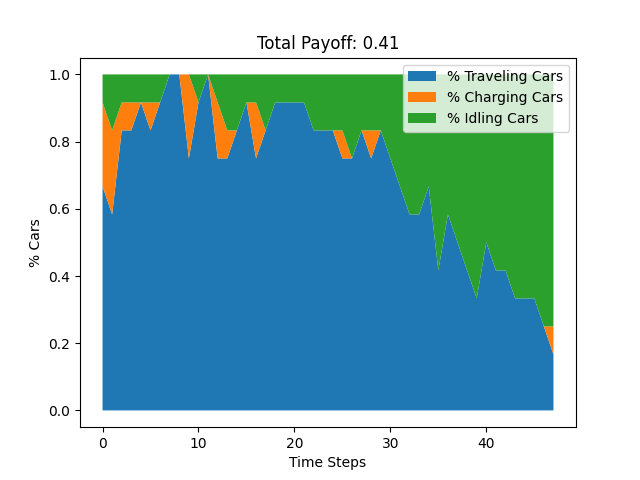 Total Payoff: 0.41
% Traveling Cars
% Charging Cars
% Idling Cars
1.0
0.8
0.6
0.4
0.2
0.0
% Cars
0 10 20 30 40
Time Steps